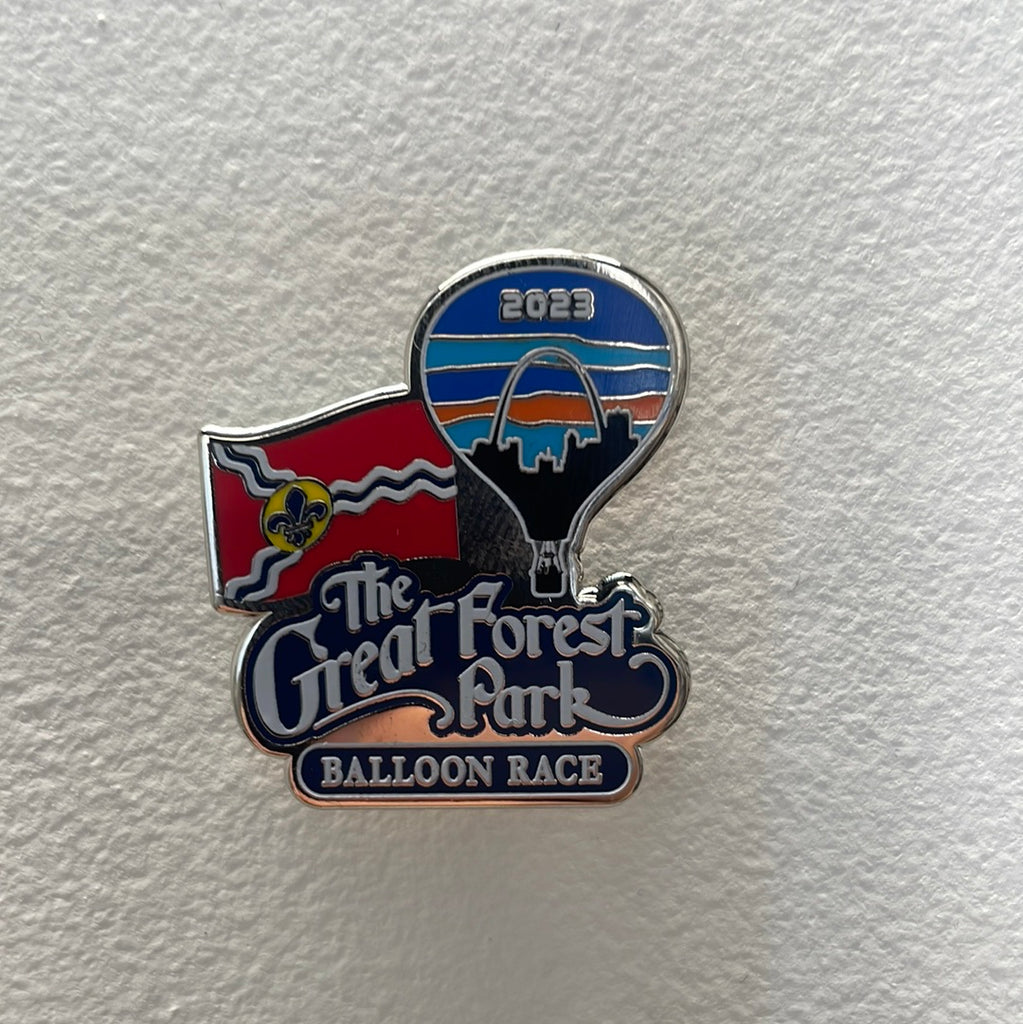 2023
The
Great Forest
Park
BALLOON RACE